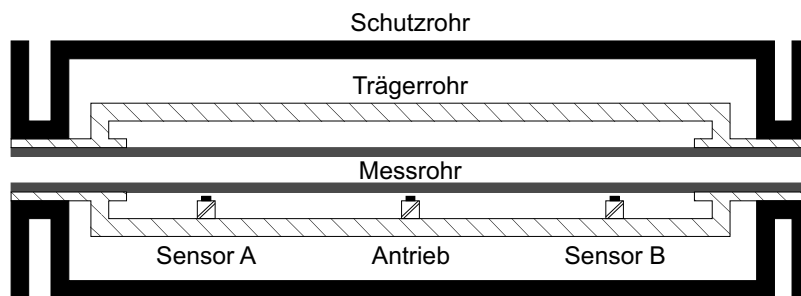 Schutzrohr
Trägerrohr
Messrohr
Sensor A Antrieb Sensor B